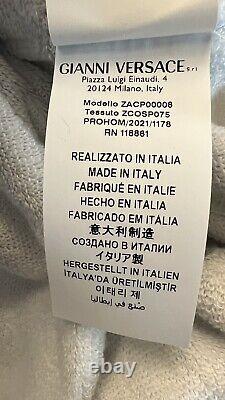 GIANNI VERSACE S.r.l.
Piazza Luigi Einaudi, 4
20124 Milano, Italy
Modello ZACP00008
Tessuto ZCOSP075
PROHOM/2021/1178
RN 118861
REALIZZATO IN ITALIA
MADE IN ITALY
FABRIQUÉ EN ITALIE
HECHO EN ITALIA
FABRICADO EM ITÁLIA
意大利制造
СОЗДАНО В ИТАЛИИ
イタリア製
HERGESTELLT IN ITALIEN
İTALYA'DA ÜRETİLMİŞTİR
이태리 제
صُنع في إيطاليا